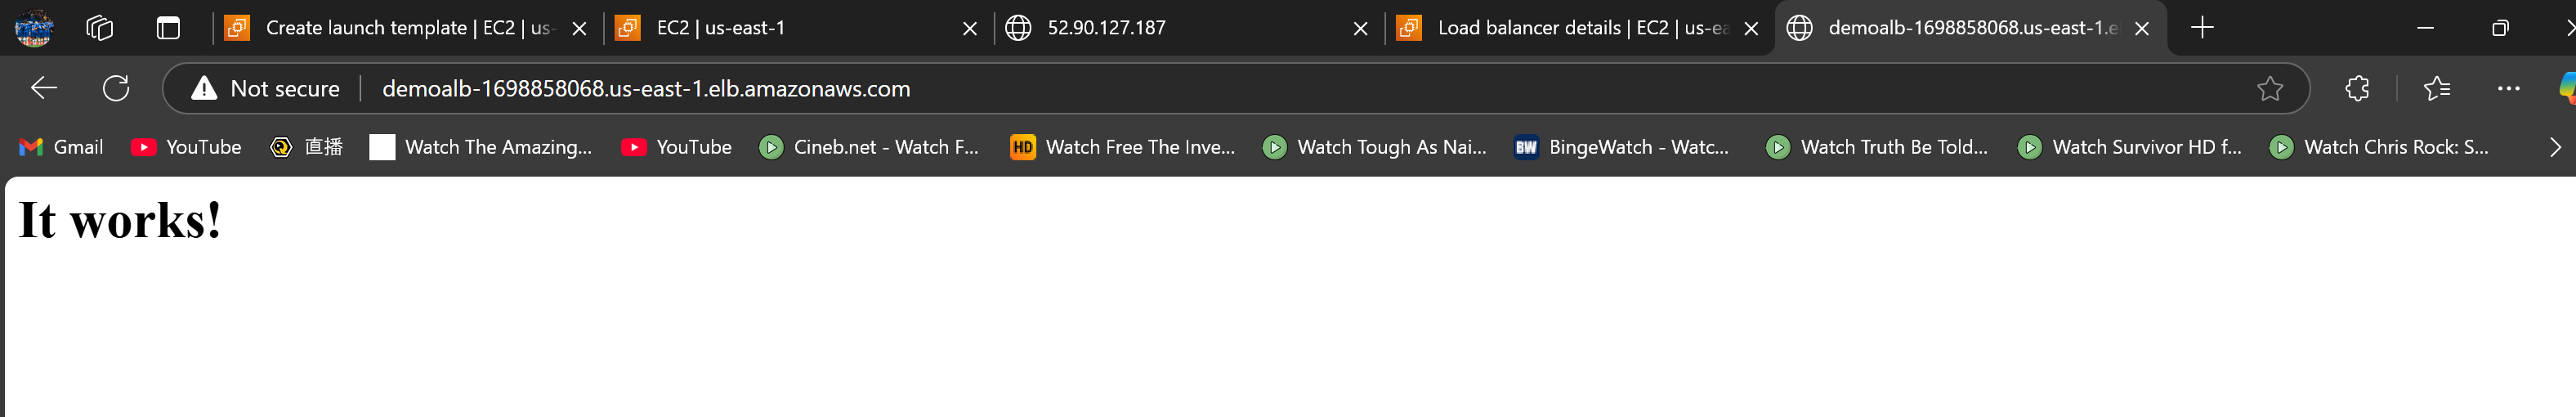 Create launch template | EC2 | us-
EC2 | us-east-1
52.90.127.187
Load balancer details | EC2 | us-ea
demoalb-1698858068.us-east-1.e
Not secure
demoalb-1698858068.us-east-1.elb.amazonaws.com
Gmail
YouTube
直播
Watch The Amazing...
YouTube
Cineb.net - Watch F...
HD
Watch Free The Inve...
Watch Tough As Nai...
BW
BingeWatch - Watc...
Watch Truth Be Told...
Watch Survivor HD f...
Watch Chris Rock: S...
It works!